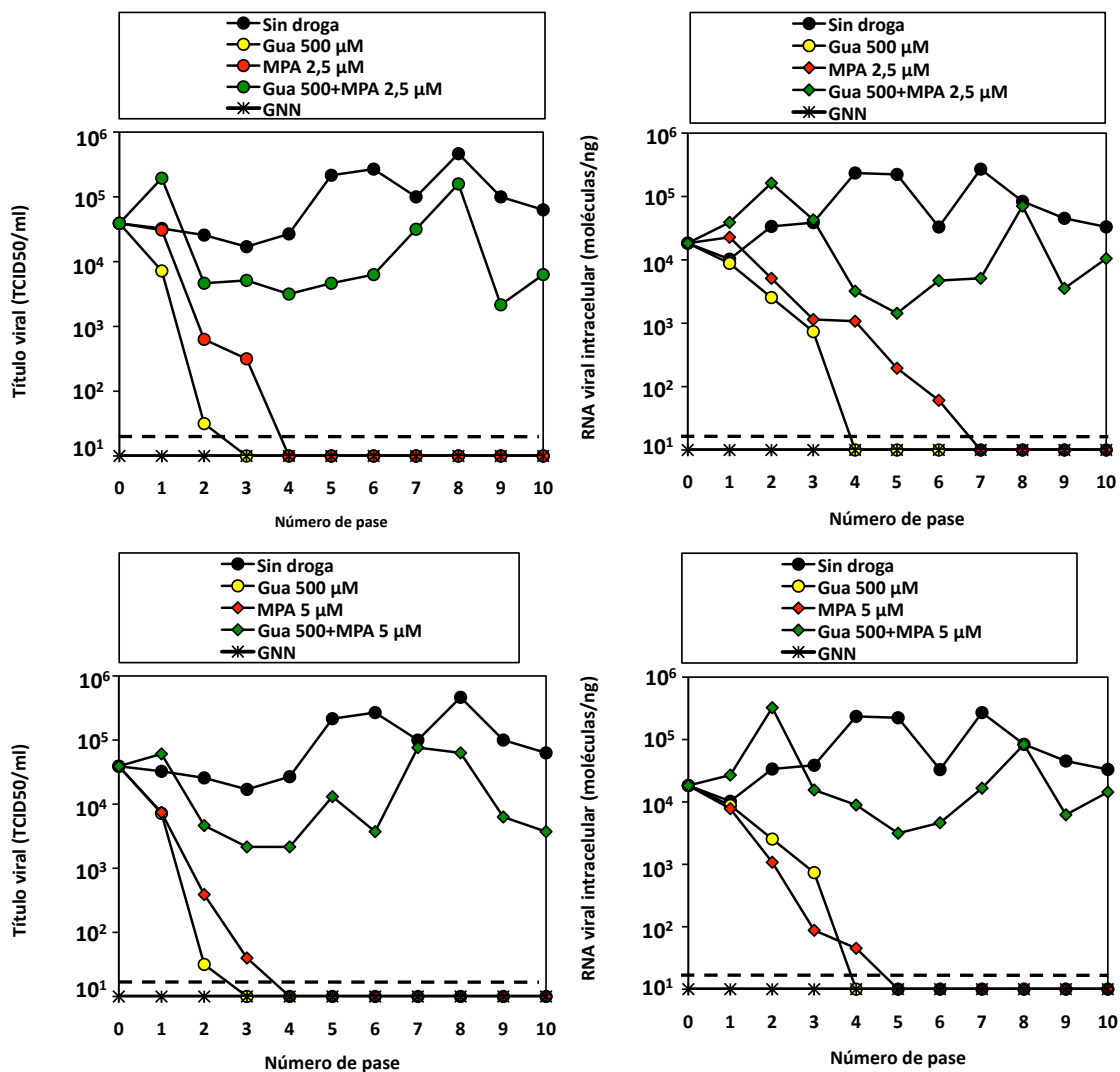 Sin droga
Gua 500 µM
MPA 2,5 µM
Gua 500+MPA 2,5 µM
GNN
Título viral (TCID50/ml)
10⁶
10⁵
10⁴
10³
10²
10¹
0 1 2 3 4 5 6 7 8 9 10
Número de pase
Sin droga
Gua 500 µM
MPA 2,5 µM
Gua 500+MPA 2,5 µM
GNN
RNA viral intracelular (moléculas/ng)
10⁶
10⁵
10⁴
10³
10²
10¹
0 1 2 3 4 5 6 7 8 9 10
Número de pase
Sin droga
Gua 500 µM
MPA 5 µM
Gua 500+MPA 5 µM
GNN
Título viral (TCID50/ml)
10⁶
10⁵
10⁴
10³
10²
10¹
0 1 2 3 4 5 6 7 8 9 10
Número de pase
Sin droga
Gua 500 µM
MPA 5 µM
Gua 500+MPA 5 µM
GNN
RNA viral intracelular (moléculas/ng)
10⁶
10⁵
10⁴
10³
10²
10¹
0 1 2 3 4 5 6 7 8 9 10
Número de pase